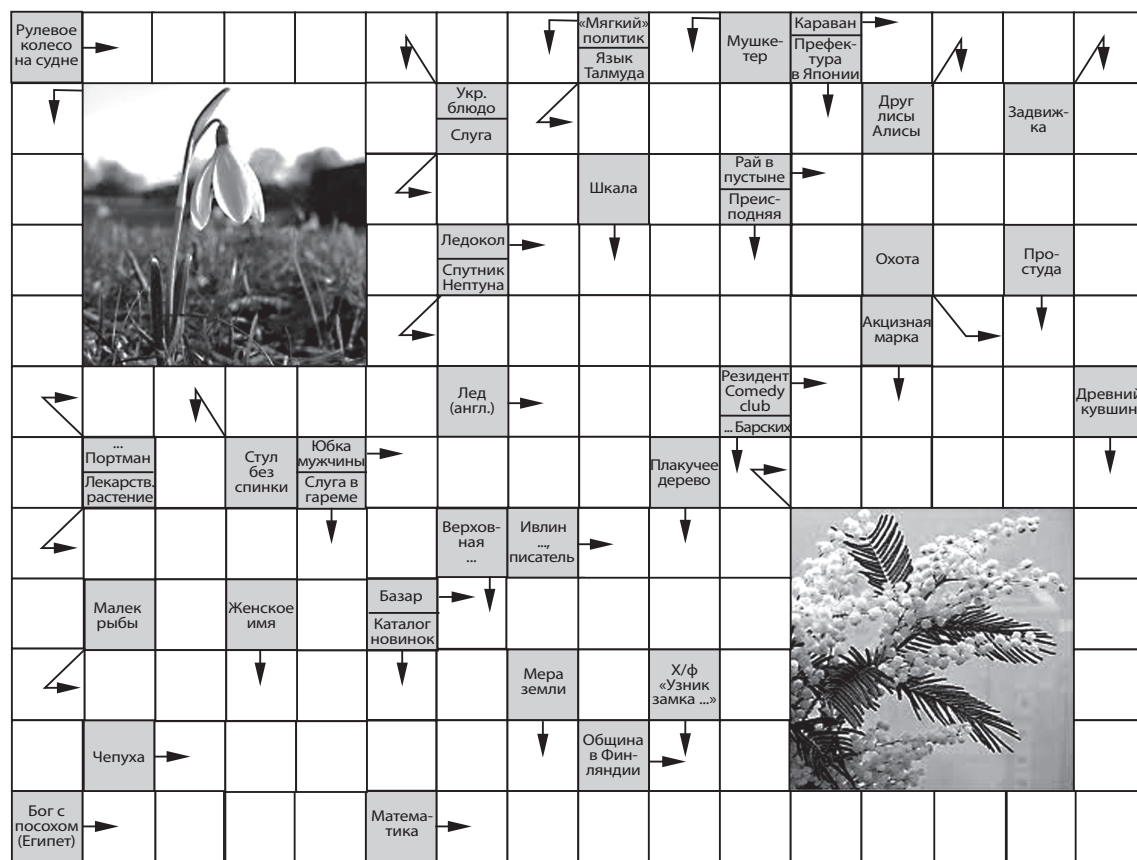 Рулевое
колесо
на судне
«Мягкий»
политик
Язык
Талмуда
Мушке-
тер
Караван
Префек-
тура
в Японии
Укр.
блюдо
Слуга
Друг
лисы
Алисы
Задвиж-
ка
Шкала
Рай в
пустыне
Преис-
подняя
Ледокол
Спутник
Нептуна
Охота
Про-
студа
Акцизная
марка
Лед
(англ.)
Резидент
Comedy
club
... Барских
Древний
кувшин
...
Портман
Лекарств.
растение
Стул
без
спинки
Юбка
мужчины
Слуга в
гареме
Плакучее
дерево
Верхов-
ная
...
Ивлин
...,
писатель
Малек
рыбы
Женское
имя
Базар
Каталог
новинок
Мера
земли
Х/ф
«Узник
замка ...»
Чепуха
Община
в Фин-
ляндии
Бог с
посохом
(Египет)
Матема-
тика